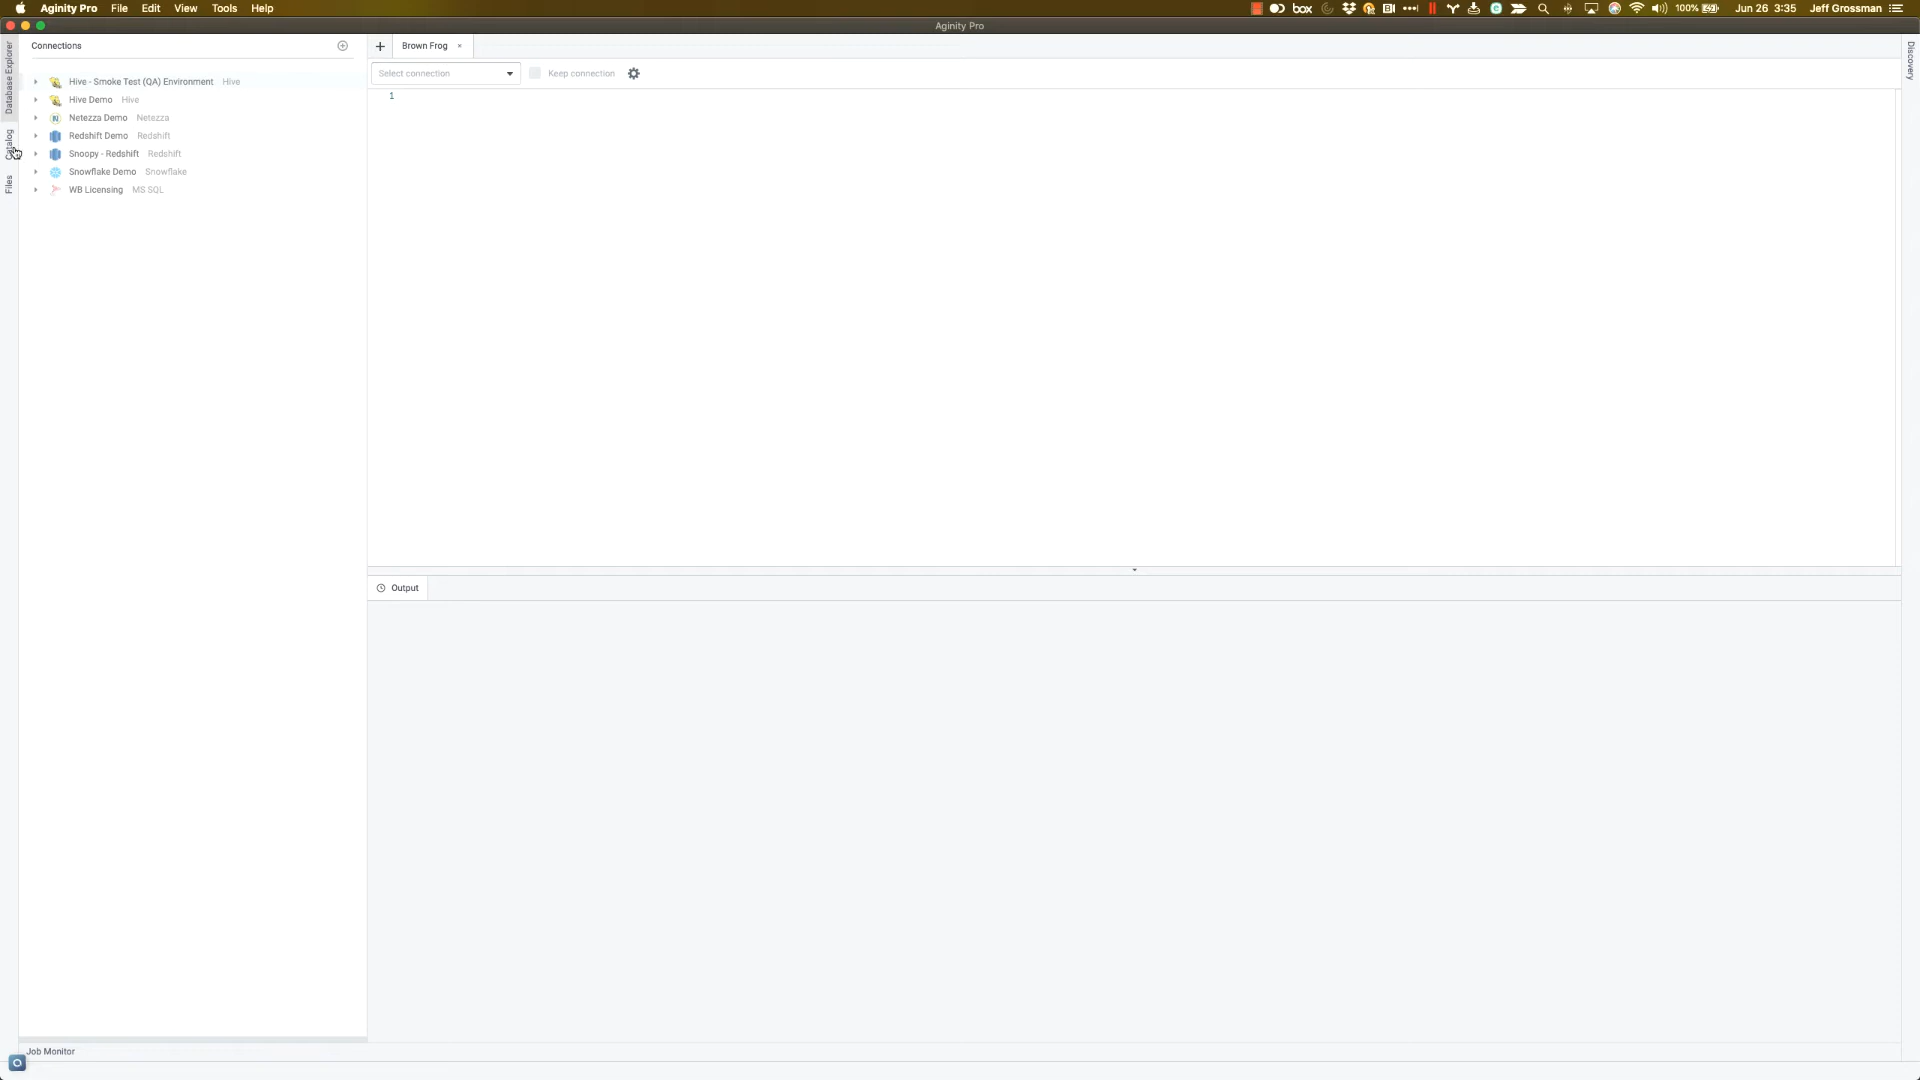 Aginity Pro File Edit View Tools Help box 100% Jun 26 3:35 Jeff Grossman
Aginity Pro
Database Explorer
Catalog
Files
Connections
Hive - Smoke Test (QA) Environment Hive
Hive Demo Hive
Netezza Demo Netezza
Redshift Demo Redshift
Snoopy - Redshift Redshift
Snowflake Demo Snowflake
WB Licensing MS SQL
+ Brown Frog ×
Select connection Keep connection
1
Output
Discovery
Job Monitor